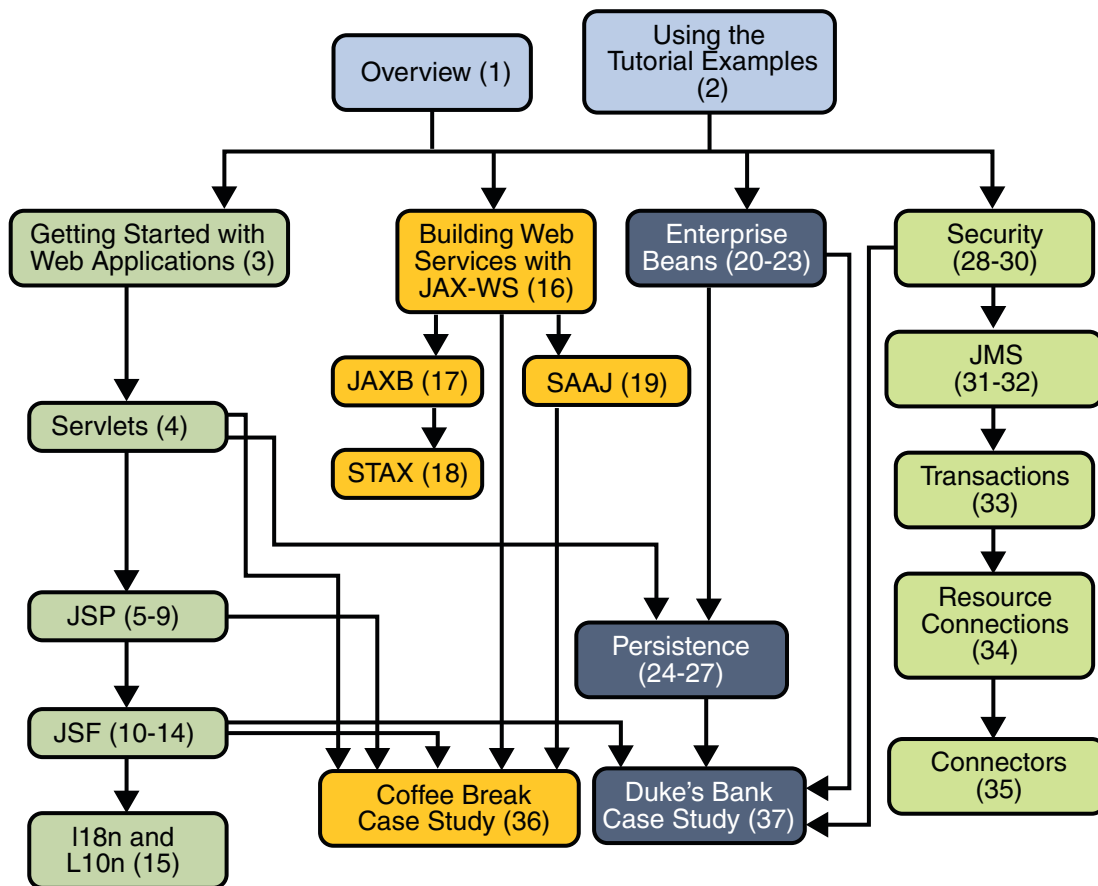 Overview (1)
Using the
Tutorial Examples
(2)
Getting Started with
Web Applications (3)
Building Web
Services with
JAX-WS (16)
Enterprise
Beans (20-23)
Security
(28-30)
JAXB (17)
SAAJ (19)
JMS
(31-32)
Servlets (4)
STAX (18)
Transactions
(33)
JSP (5-9)
Persistence
(24-27)
Resource
Connections
(34)
JSF (10-14)
Coffee Break
Case Study (36)
Duke’s Bank
Case Study (37)
Connectors
(35)
I18n and
L10n (15)